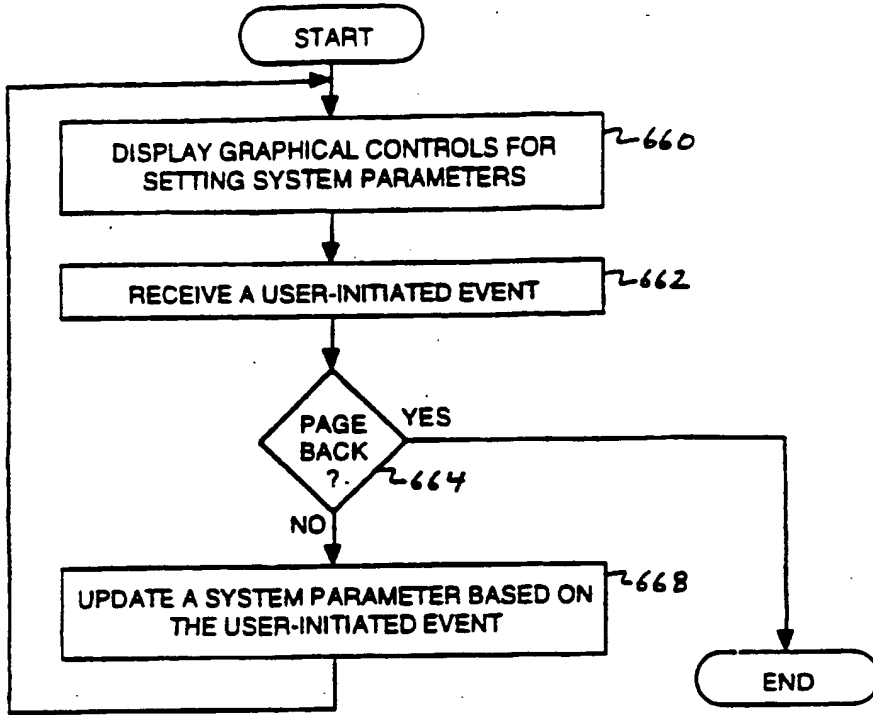 START
DISPLAY GRAPHICAL CONTROLS FOR
SETTING SYSTEM PARAMETERS
660
RECEIVE A USER-INITIATED EVENT
662
PAGE
BACK
?
YES
664
NO
UPDATE A SYSTEM PARAMETER BASED ON
THE USER-INITIATED EVENT
668
END